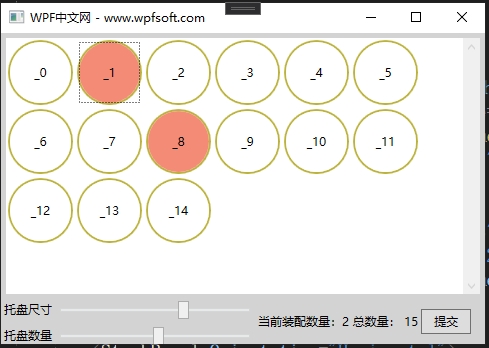 WPF中文网 - www.wpfsoft.com
_0 _1 _2 _3 _4 _5
_6 _7 _8 _9 _10 _11
_12 _13 _14
托盘尺寸
当前装配数量：2 总数量： 15 提交
托盘数量